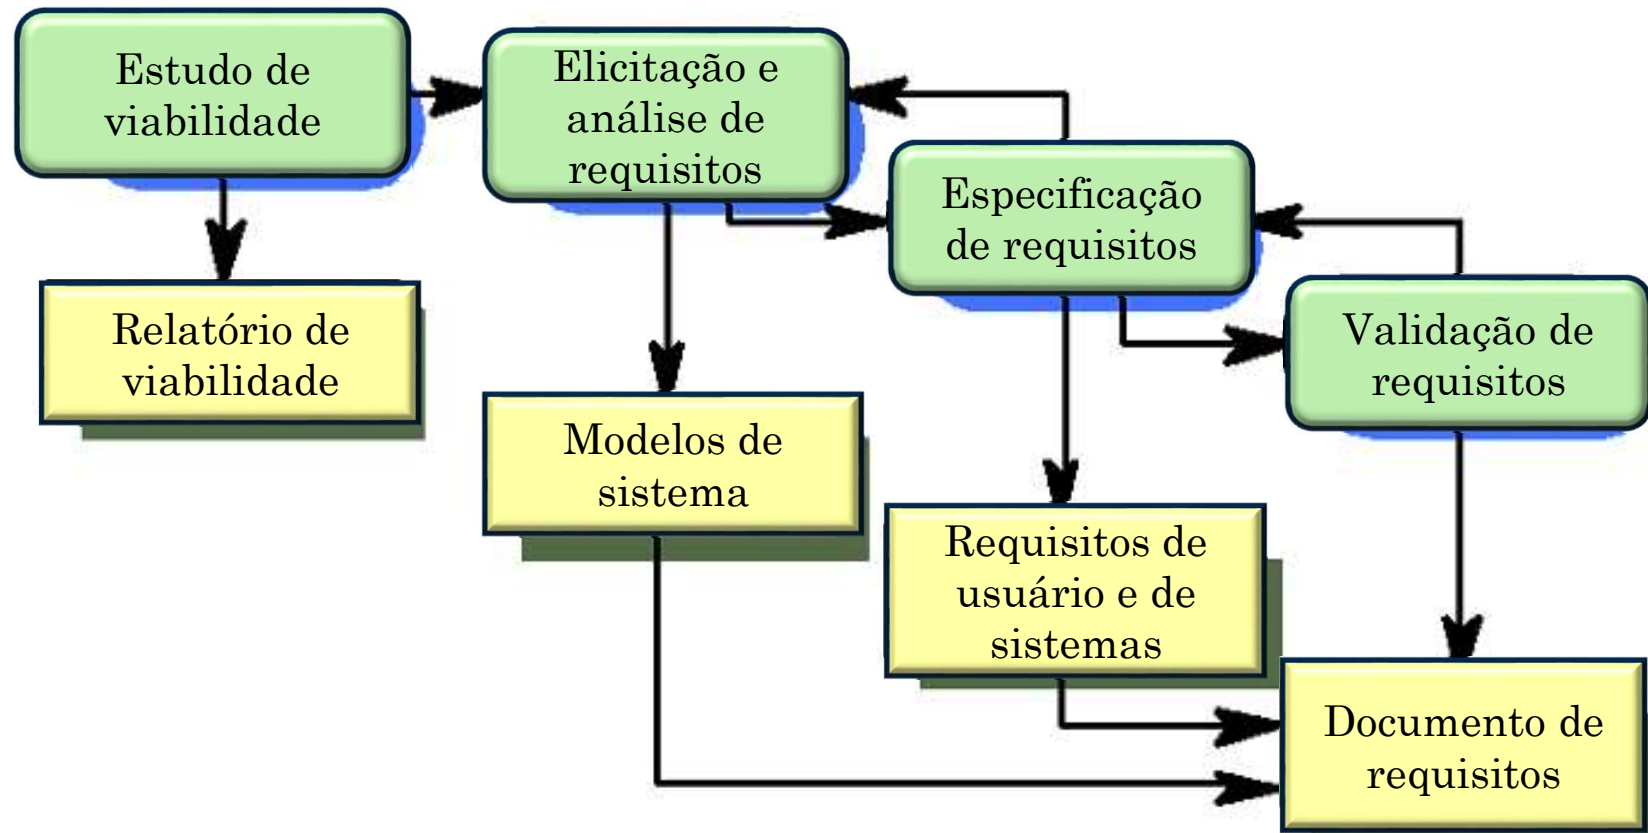 Estudo de
viabilidade
Elicitação e
análise de
requisitos
Especificação
de requisitos
Validação de
requisitos
Relatório de
viabilidade
Modelos de
sistema
Requisitos de
usuário e de
sistemas
Documento de
requisitos